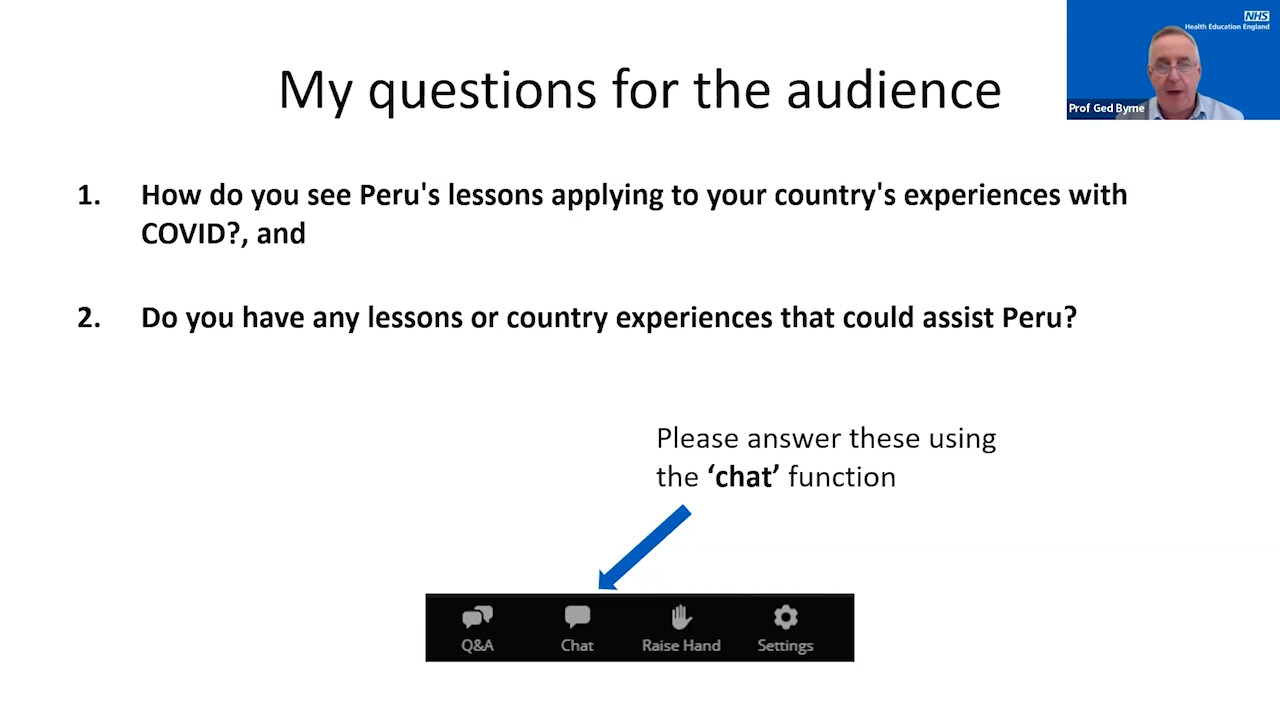 NHS
Health Education England
Prof Ged Byrne
My questions for the audience
1. How do you see Peru's lessons applying to your country's experiences with
COVID?, and
2. Do you have any lessons or country experiences that could assist Peru?
Please answer these using
the ‘chat’ function
Q&A Chat Raise Hand Settings